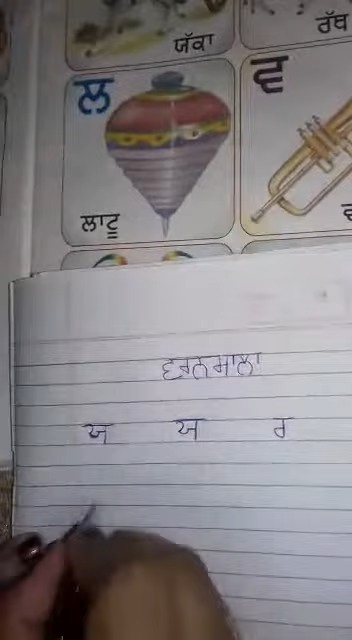 ਯੱਕਾ ਰੱਥ
ਲ ਵ
ਲਾਟੂ
ਵਰਨਮਾਲਾ
ਯ ਯ ਰ